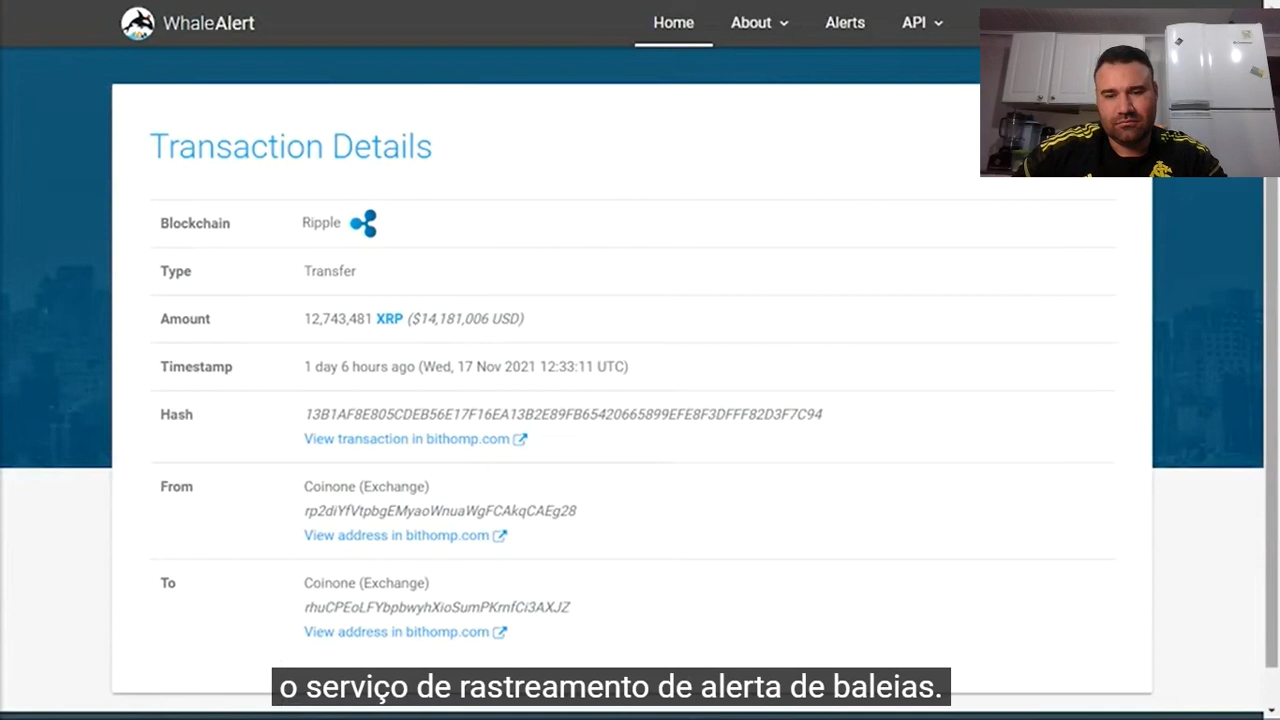 WhaleAlert
Home
About
Alerts
API
Transaction Details
Blockchain
Ripple
Type
Transfer
Amount
12,743,481 XRP ($14,181,006 USD)
Timestamp
1 day 6 hours ago (Wed, 17 Nov 2021 12:33:11 UTC)
Hash
13B1AF8E805CDEB56E17F16EA13B2E89FB65420665899EFE8F3DFFF82D3F7C94
View transaction in bithomp.com
From
Coinone (Exchange)
rp2diYfVtpbgEMyaoWnuaWgFCAkqCAEg28
View address in bithomp.com
To
Coinone (Exchange)
rhuCPEoLFYbpbwyhXioSumPKrnfCi3AXJZ
View address in bithomp.com
o serviço de rastreamento de alerta de baleias.